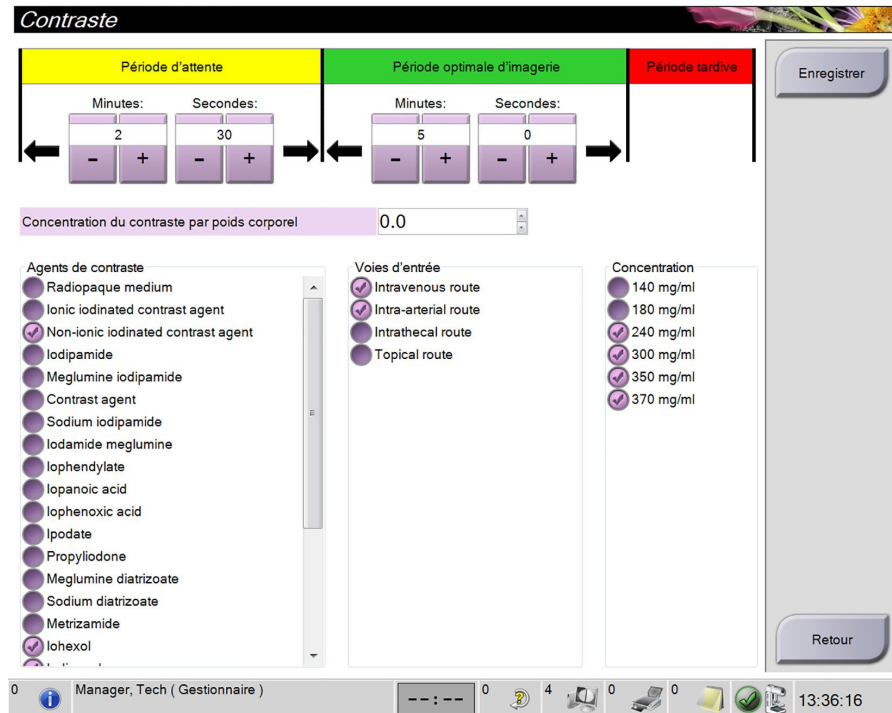 Contraste
Période d'attente
Période optimale d'imagerie
Période tardive
Enregistrer
Minutes:
Secondes:
Minutes:
Secondes:
2
30
5
0
- + - + - + - +
Concentration du contraste par poids corporel
0.0
Agents de contraste
Radiopaque medium
Ionic iodinated contrast agent
Non-ionic iodinated contrast agent
Iodipamide
Meglumine iodipamide
Contrast agent
Sodium iodipamide
Iodamide meglumine
Iophendylate
Iopanoic acid
Iophenoxic acid
Ipodate
Propyliodone
Meglumine diatrizoate
Sodium diatrizoate
Metrizamide
Iohexol
Voies d'entrée
Intravenous route
Intra-arterial route
Intrathecal route
Topical route
Concentration
140 mg/ml
180 mg/ml
240 mg/ml
300 mg/ml
350 mg/ml
370 mg/ml
Retour
0
Manager, Tech ( Gestionnaire )
--:--
0
4
0
0
13:36:16